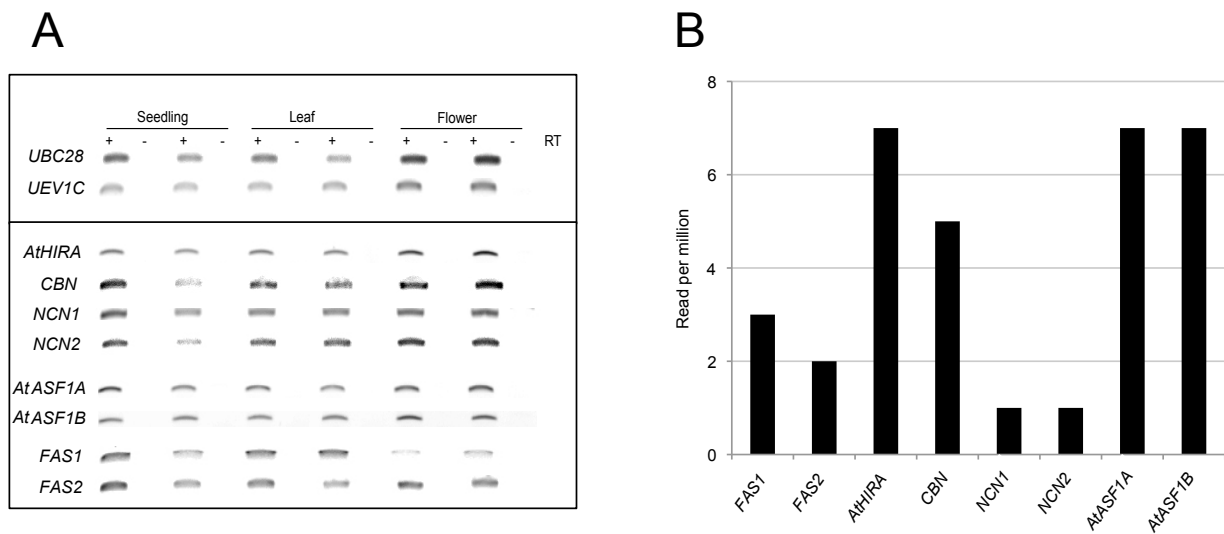 A
Seedling Leaf Flower
+ - + - + - + - + - + - RT
UBC28
UEV1C
AtHIRA
CBN
NCN1
NCN2
AtASF1A
AtASF1B
FAS1
FAS2
B
Read per million
8
6
4
2
0
FAS1
FAS2
AtHIRA
CBN
NCN1
NCN2
AtASF1A
AtASF1B